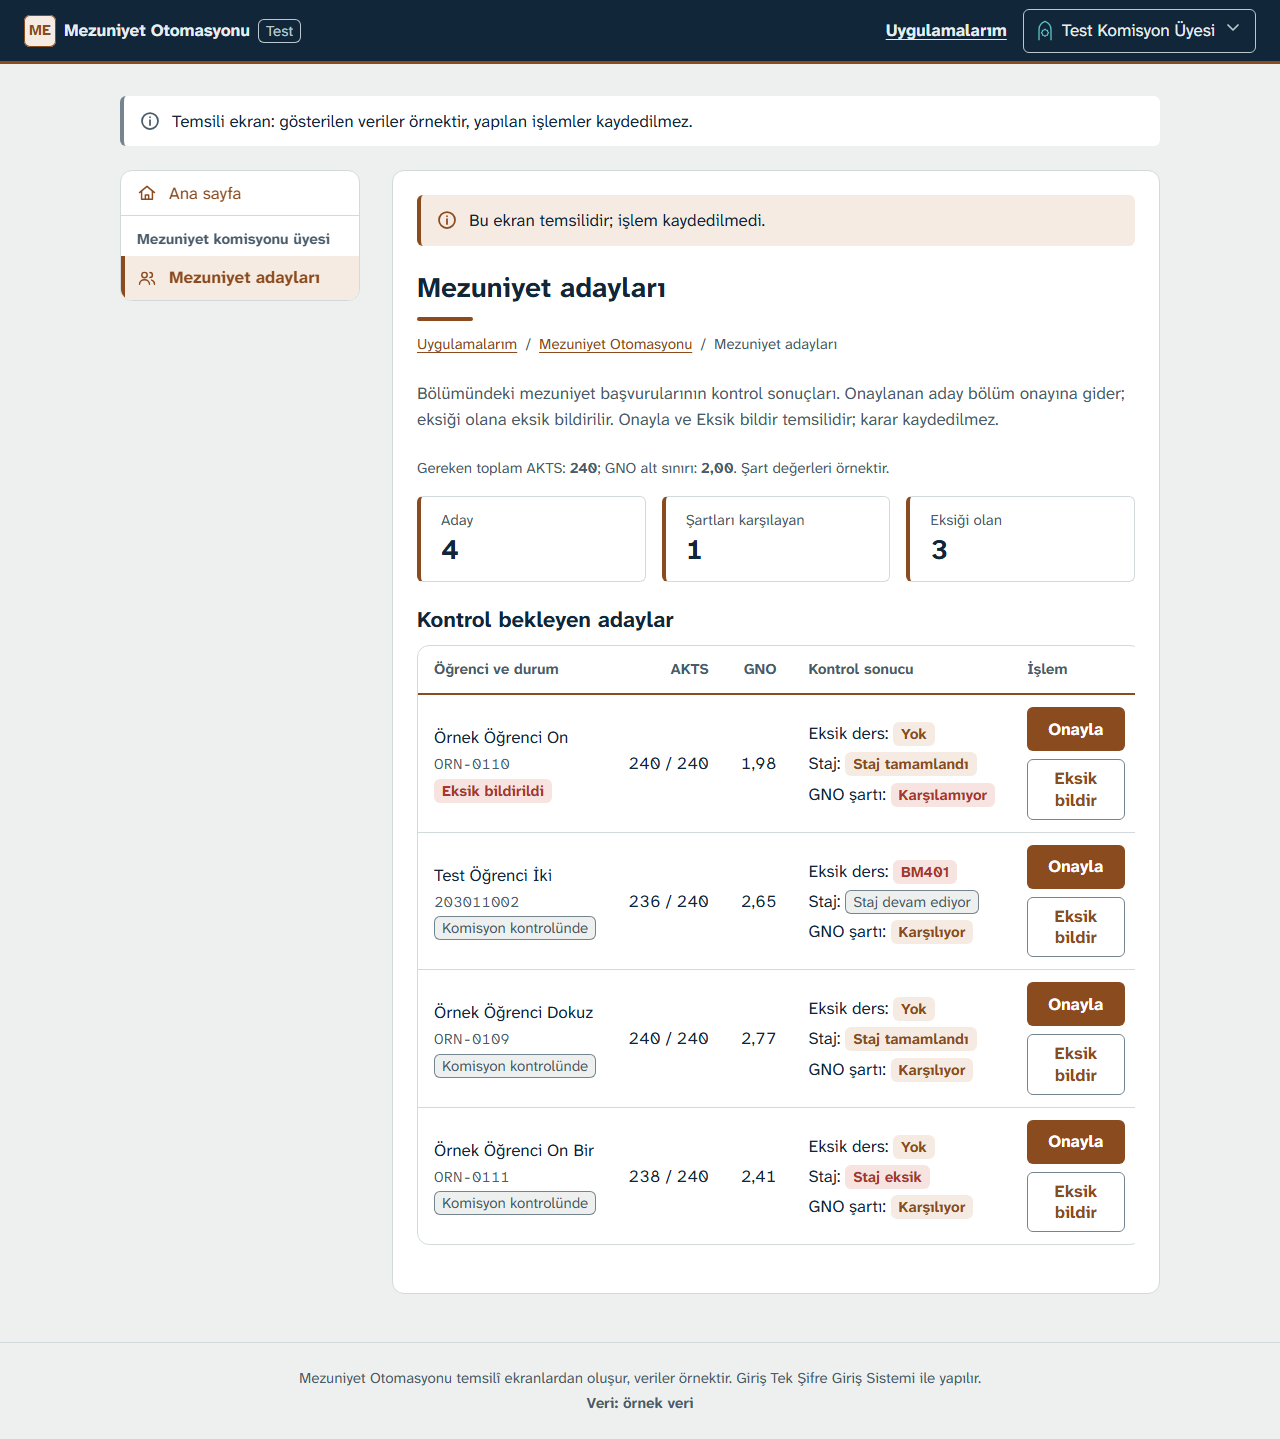 ME Mezuniyet Otomasyonu Test Uygulamalarım Test Komisyon Üyesi
Temsili ekran: gösterilen veriler örnektir, yapılan işlemler kaydedilmez.
Ana sayfa
Mezuniyet komisyonu üyesi
Mezuniyet adayları
Bu ekran temsilidir; işlem kaydedilmedi.
Mezuniyet adayları
Uygulamalarım / Mezuniyet Otomasyonu / Mezuniyet adayları
Bölümündeki mezuniyet başvurularının kontrol sonuçları. Onaylanan aday bölüm onayına gider;
eksiği olana eksik bildirilir. Onayla ve Eksik bildir temsilidir; karar kaydedilmez.
Gereken toplam AKTS: 240; GNO alt sınırı: 2,00. Şart değerleri örnektir.
Aday
4
Şartları karşılayan
1
Eksiği olan
3
Kontrol bekleyen adaylar
Öğrenci ve durum AKTS GNO Kontrol sonucu İşlem
Örnek Öğrenci On
ORN-0110
Eksik bildirildi
240 / 240
1,98
Eksik ders: Yok
Staj: Staj tamamlandı
GNO şartı: Karşılamıyor
Onayla
Eksik
bildir
Test Öğrenci İki
203011002
Komisyon kontrolünde
236 / 240
2,65
Eksik ders: BM401
Staj: Staj devam ediyor
GNO şartı: Karşılıyor
Onayla
Eksik
bildir
Örnek Öğrenci Dokuz
ORN-0109
Komisyon kontrolünde
240 / 240
2,77
Eksik ders: Yok
Staj: Staj tamamlandı
GNO şartı: Karşılıyor
Onayla
Eksik
bildir
Örnek Öğrenci On Bir
ORN-0111
Komisyon kontrolünde
238 / 240
2,41
Eksik ders: Yok
Staj: Staj eksik
GNO şartı: Karşılıyor
Onayla
Eksik
bildir
Mezuniyet Otomasyonu temsilî ekranlardan oluşur, veriler örnektir. Giriş Tek Şifre Giriş Sistemi ile yapılır.
Veri: örnek veri